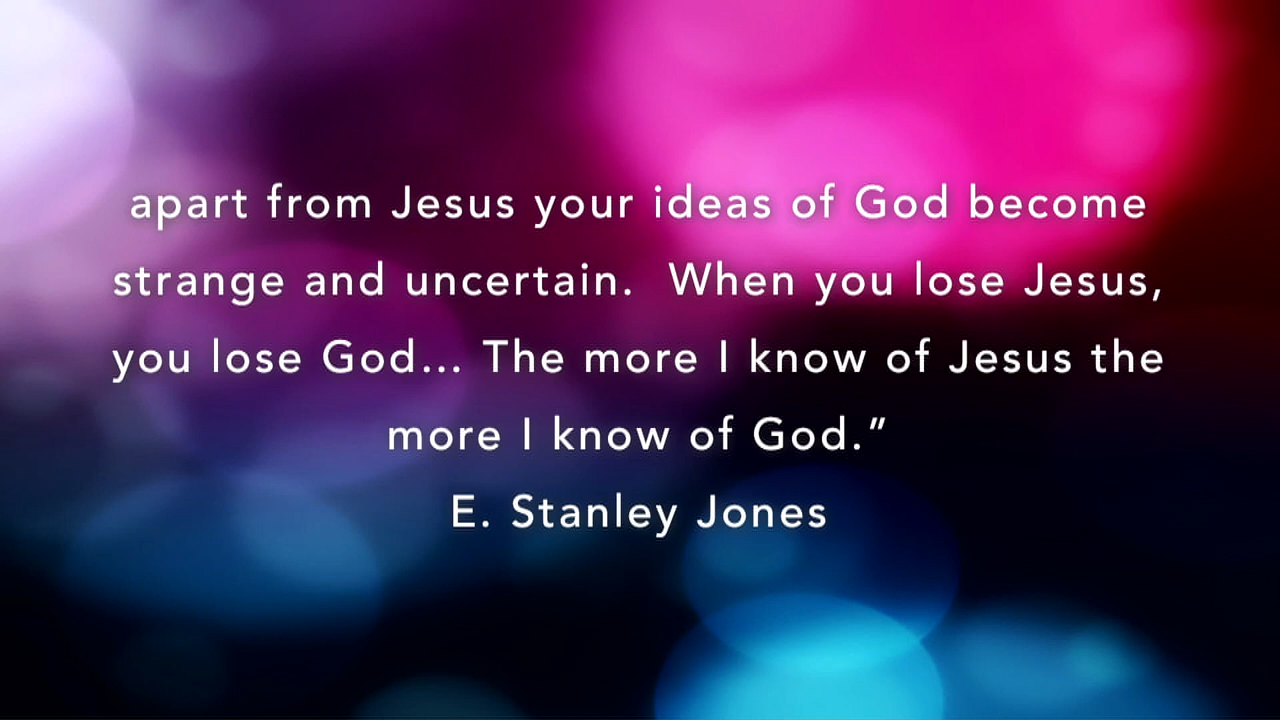 apart from Jesus your ideas of God become
strange and uncertain.  When you lose Jesus,
you lose God... The more I know of Jesus the
more I know of God.”
E. Stanley Jones